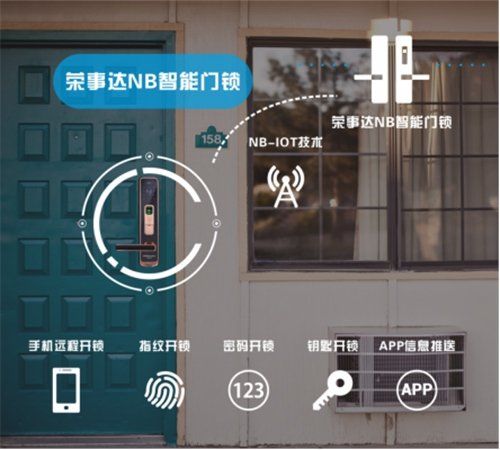 荣事达NB智能门锁
荣事达NB智能门锁
NB-IOT技术
158
手机远程开锁
指纹开锁
密码开锁
钥匙开锁
APP信息推送
123
APP